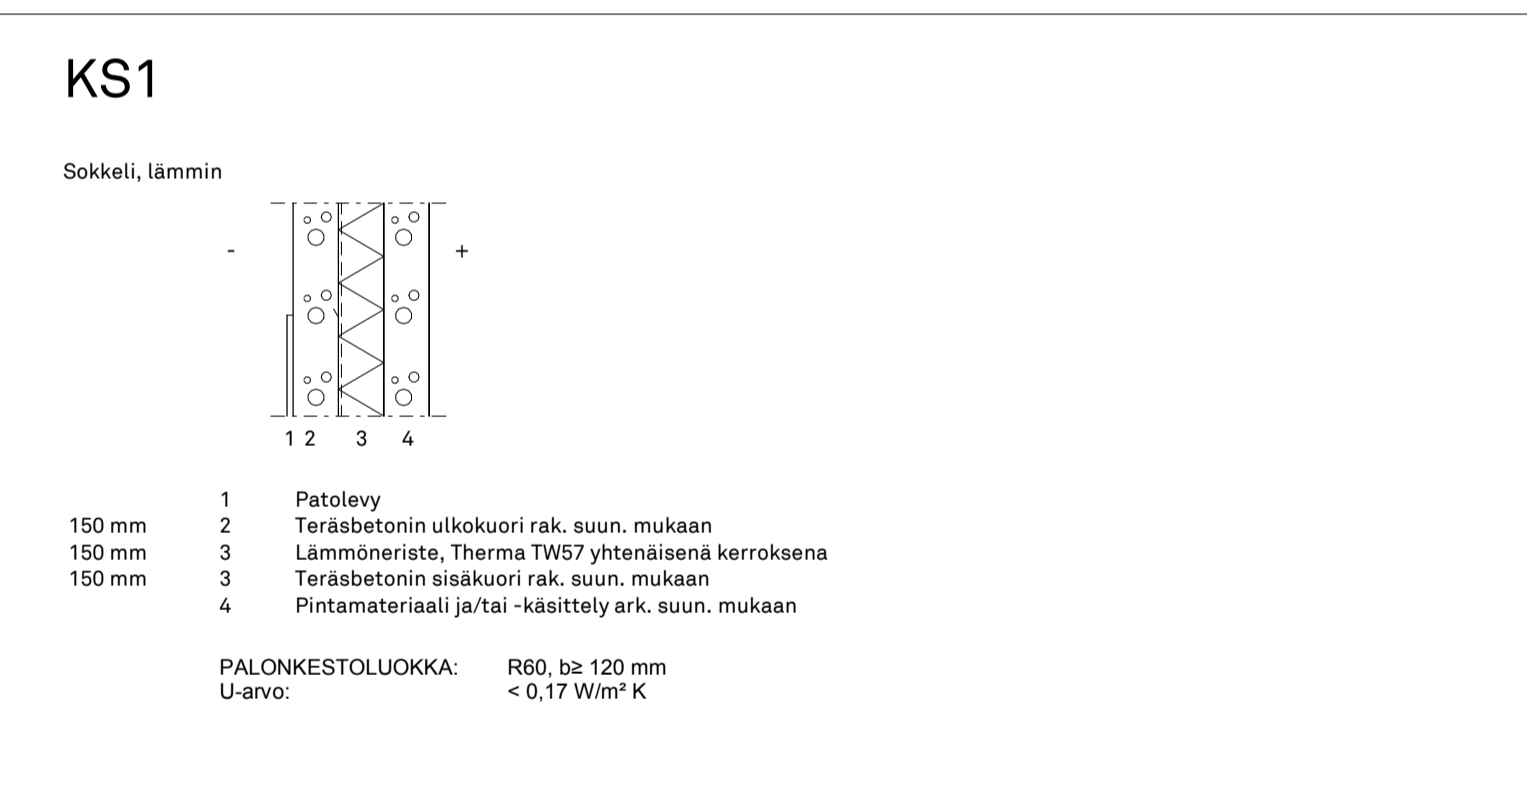 KS1
Sokkeli, lämmin
- +
1 2 3 4
1 Patolevy
150 mm 2 Teräsbetonin ulkokuori rak. suun. mukaan
150 mm 3 Lämmöneriste, Therma TW57 yhtenäisenä kerroksena
150 mm 3 Teräsbetonin sisäkuori rak. suun. mukaan
4 Pintamateriaali ja/tai -käsittely ark. suun. mukaan
PALONKESTOLUOKKA: R60, b≥ 120 mm
U-arvo: < 0,17 W/m² K